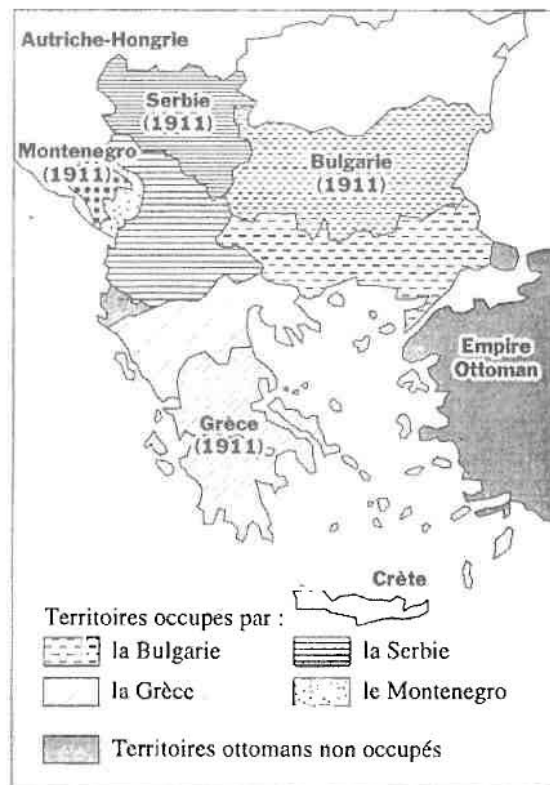 Autriche-Hongrie
Serbie
(1911)
Montenegro
(1911)
Bulgarie
(1911)
Empire
Ottoman
Grèce
(1911)
Crète
Territoires occupes par :
la Bulgarie
la Serbie
la Grèce
le Montenegro
Territoires ottomans non occupés